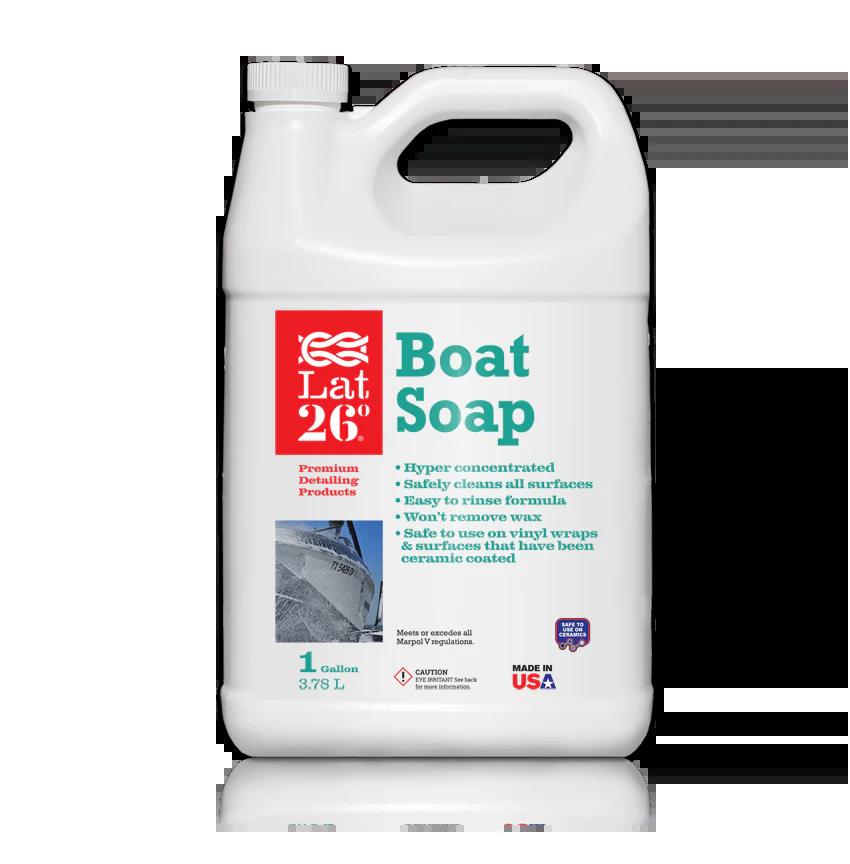 Lat
26°
®
Premium
Detailing
Products
Boat
Soap
• Hyper concentrated
• Safely cleans all surfaces
• Easy to rinse formula
• Won't remove wax
• Safe to use on vinyl wraps
& surfaces that have been
ceramic coated
TX 5426 DY
Meets or excedes all
Marpol V regulations.
SAFE TO
USE ON
CERAMICS
1 Gallon
3.78 L
!
CAUTION
EYE IRRITANT See back
for more information.
MADE IN
USA